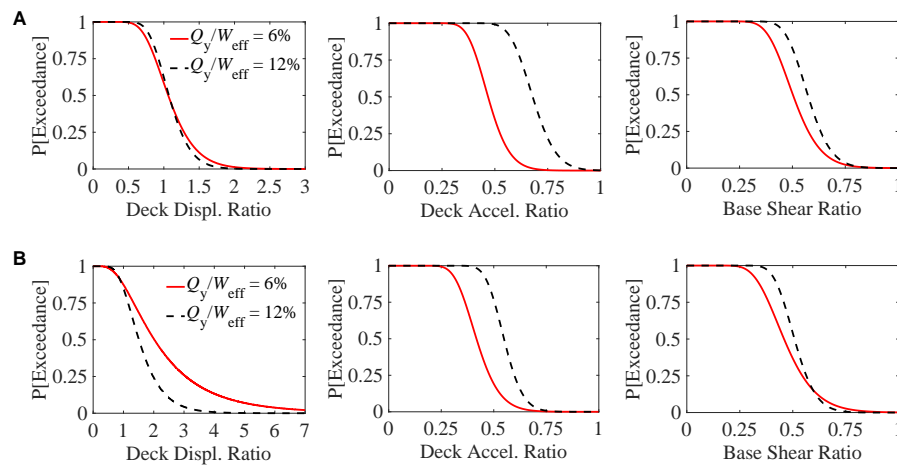 A
P[Exceedance]
1
0.75
0.5
0.25
0
Qy/Weff = 6%
Qy/Weff = 12%
0 0.5 1 1.5 2 2.5 3
Deck Displ. Ratio
P[Exceedance]
1
0.75
0.5
0.25
0
0 0.25 0.5 0.75 1
Deck Accel. Ratio
P[Exceedance]
1
0.75
0.5
0.25
0
0 0.25 0.5 0.75 1
Base Shear Ratio
B
P[Exceedance]
1
0.75
0.5
0.25
0
Qy/Weff = 6%
Qy/Weff = 12%
0 1 2 3 4 5 6 7
Deck Displ. Ratio
P[Exceedance]
1
0.75
0.5
0.25
0
0 0.25 0.5 0.75 1
Deck Accel. Ratio
P[Exceedance]
1
0.75
0.5
0.25
0
0 0.25 0.5 0.75 1
Base Shear Ratio